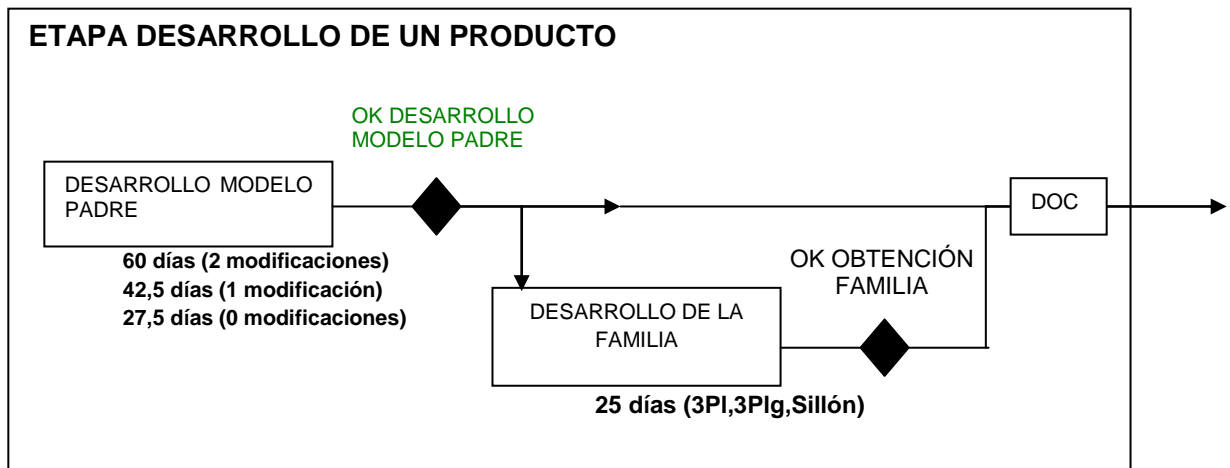 ETAPA DESARROLLO DE UN PRODUCTO
OK DESARROLLO
MODELO PADRE
DESARROLLO MODELO
PADRE
DOC
60 días (2 modificaciones)
42,5 días (1 modificación)
27,5 días (0 modificaciones)
OK OBTENCIÓN
FAMILIA
DESARROLLO DE LA
FAMILIA
25 días (3Pl,3Plg,Sillón)